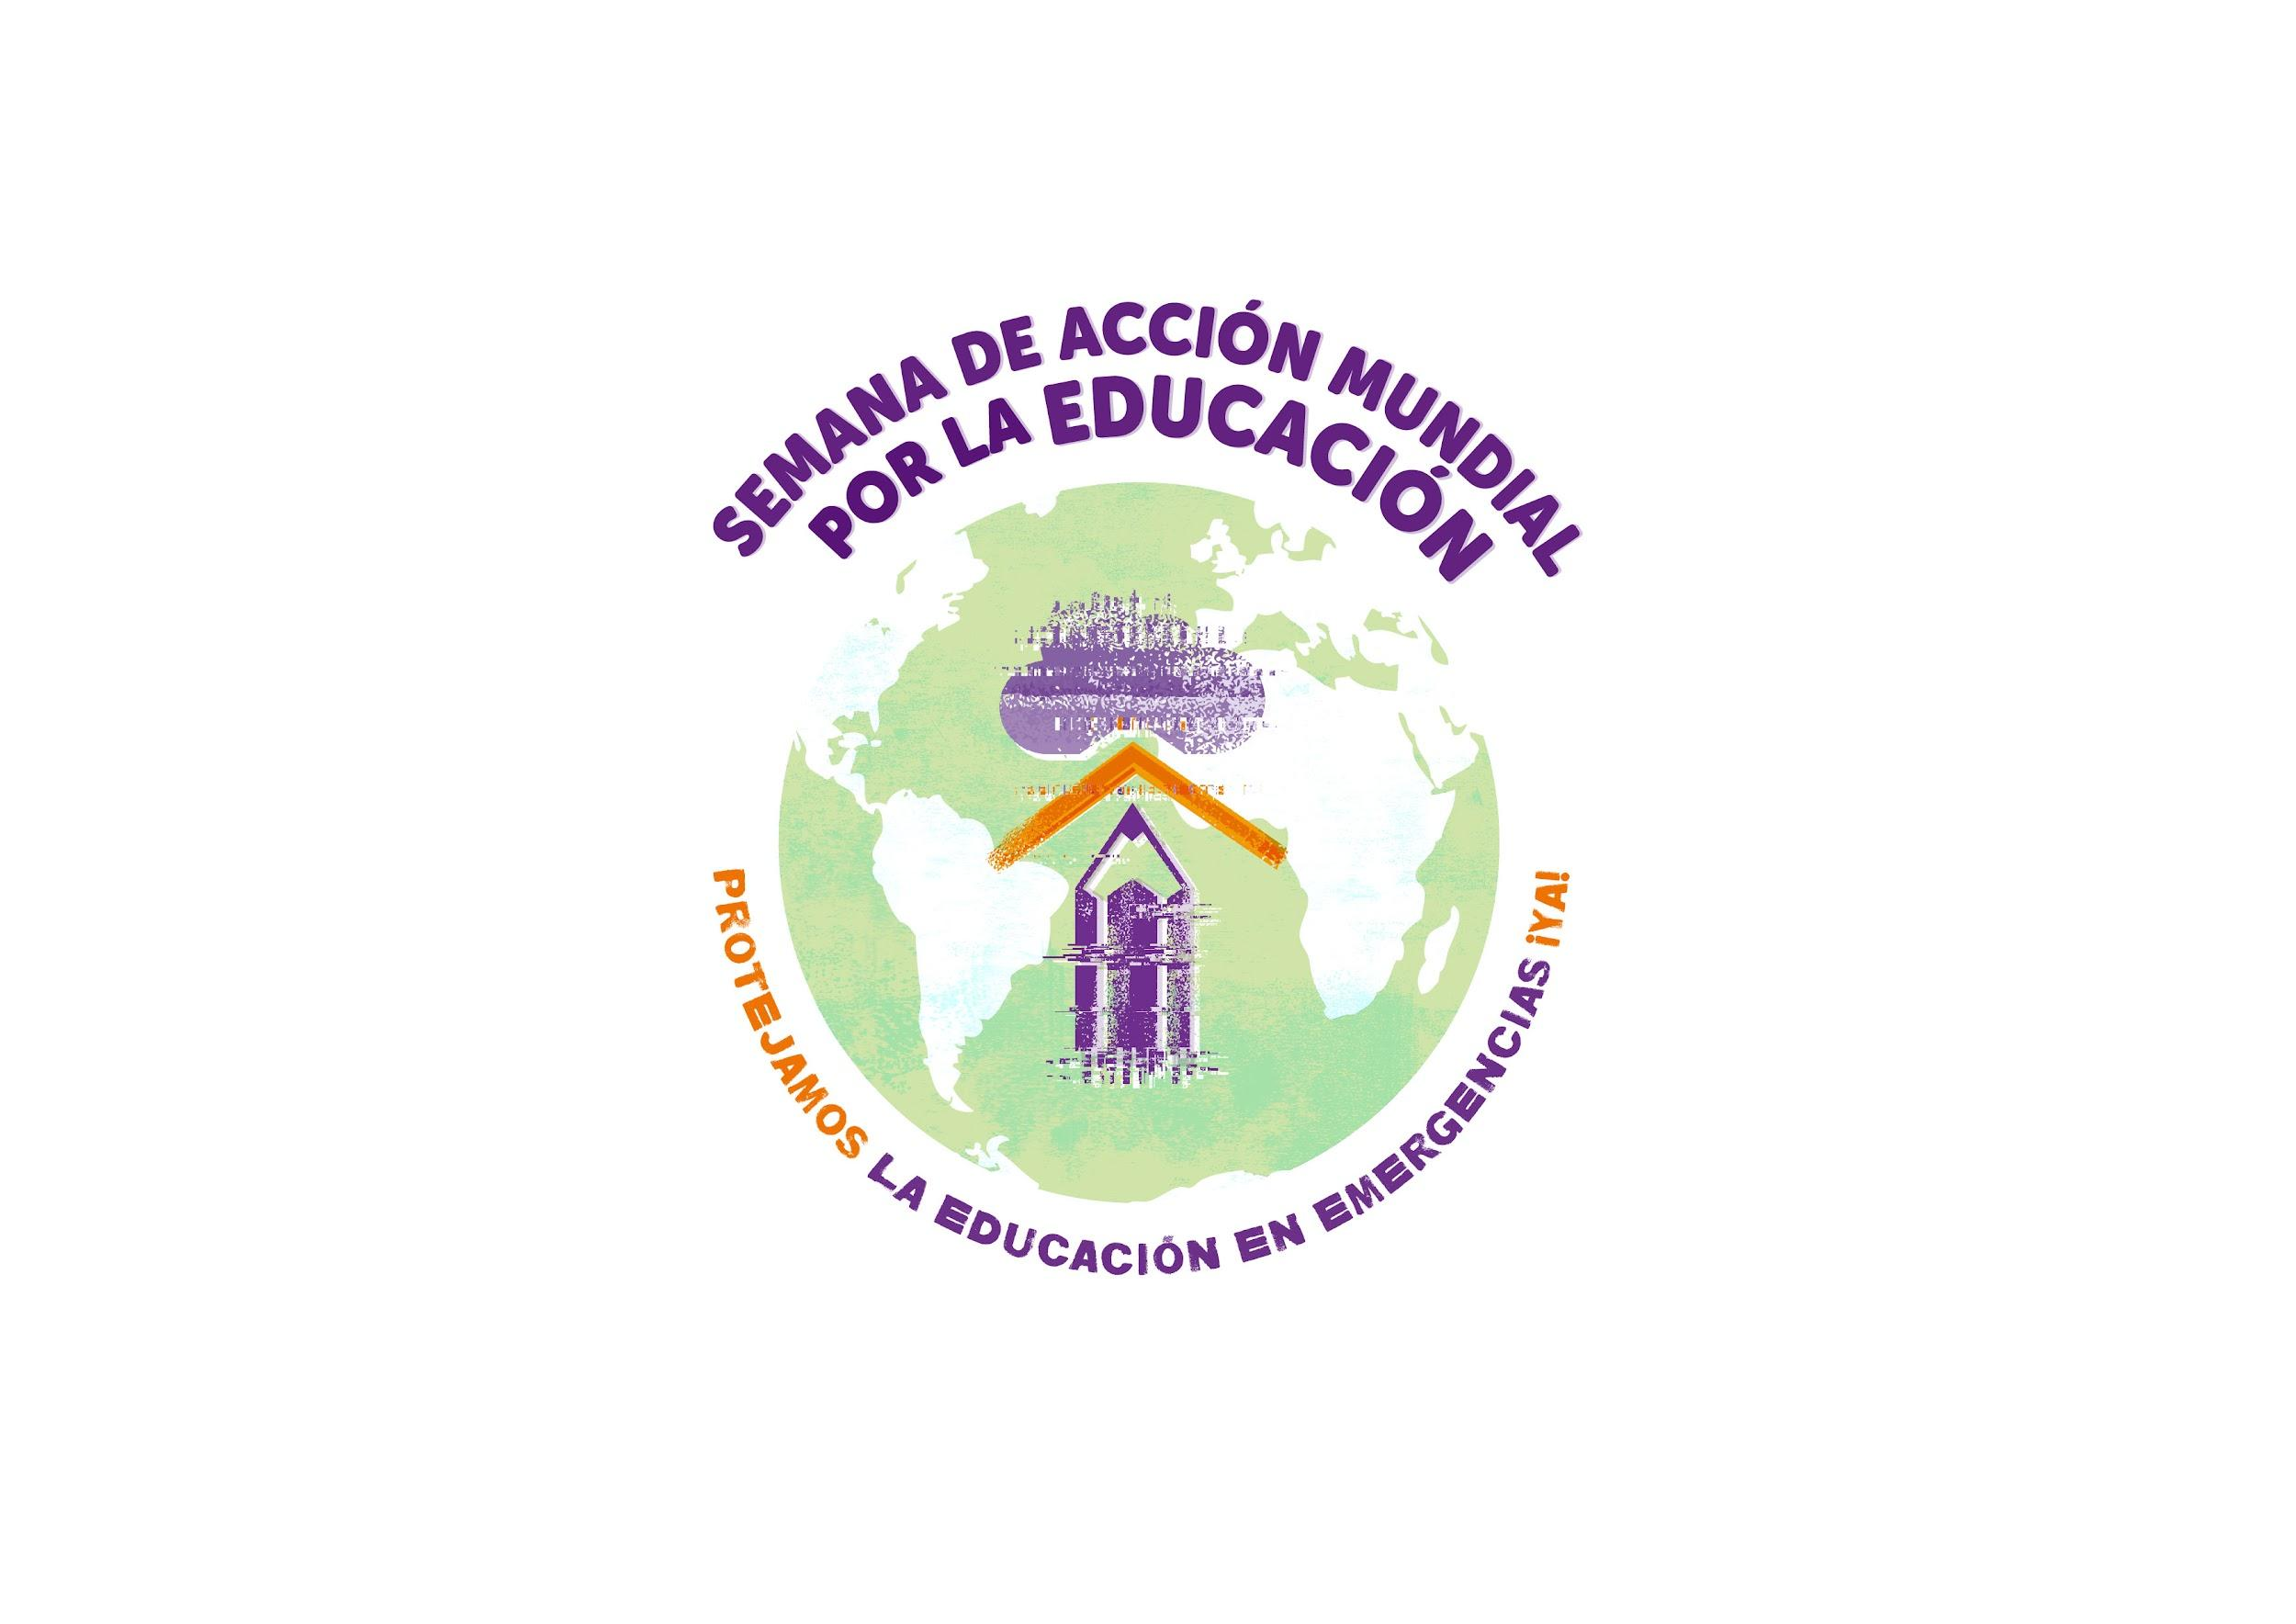 SEMANA DE ACCIÓN MUNDIAL
POR LA EDUCACIÓN
PROTEJAMOS LA EDUCACIÓN EN EMERGENCIAS ¡YA!